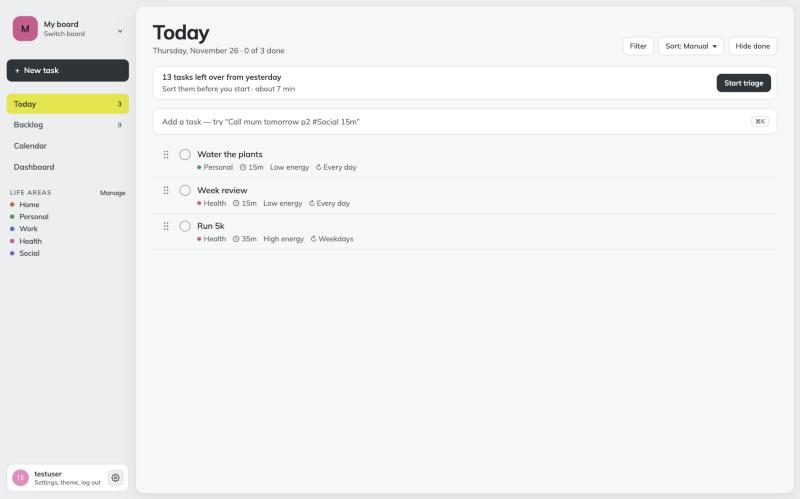 M
My board
Switch board
+ New task
Today 3
Backlog 9
Calendar
Dashboard
LIFE AREAS Manage
Home
Personal
Work
Health
Social
TE
testuser
Settings, theme, log out
Today
Thursday, November 26 · 0 of 3 done
Filter
Sort: Manual
Hide done
13 tasks left over from yesterday
Sort them before you start · about 7 min
Start triage
Add a task — try “Call mum tomorrow p2 #Social 15m” ⌘K
Water the plants
Personal 15m Low energy Every day
Week review
Health 15m Low energy Every day
Run 5k
Health 35m High energy Weekdays